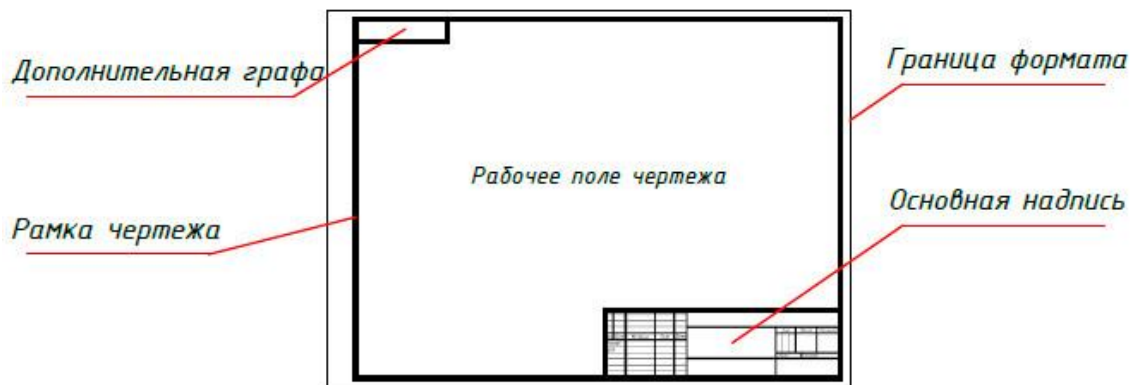 Дополнительная графа
Граница формата
Рабочее поле чертежа
Основная надпись
Рамка чертежа